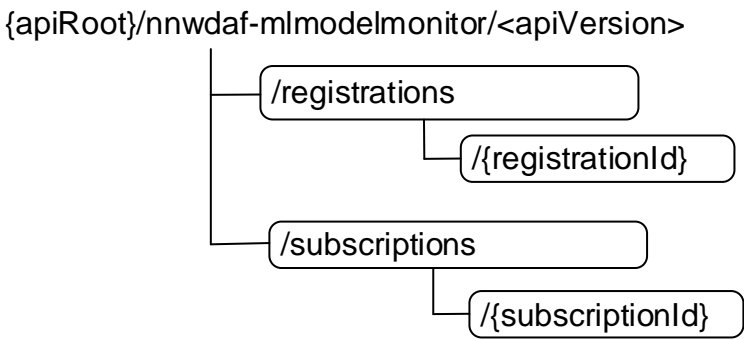 {apiRoot}/nnwdaf-mlmodelmonitor/<apiVersion>
/registrations
/{registrationId}
/subscriptions
/{subscriptionId}